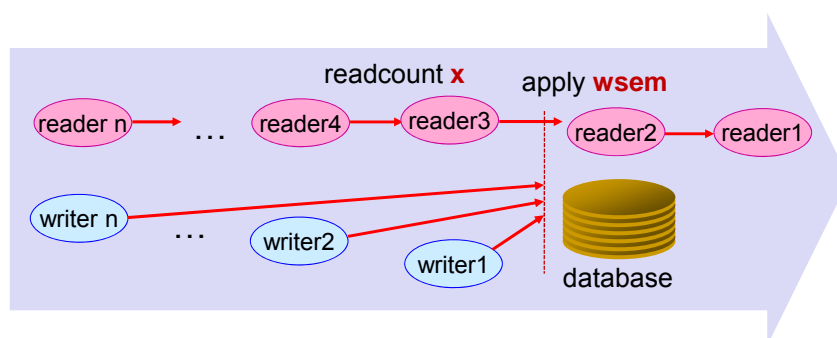 readcount x
apply wsem
reader n
...
reader4
reader3
reader2
reader1
writer n
...
writer2
writer1
database